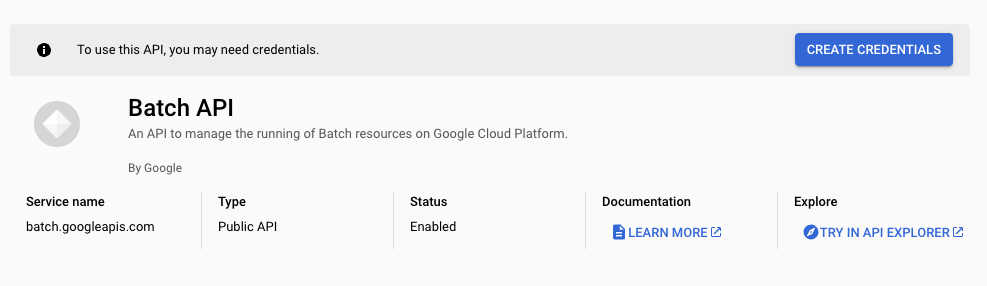 To use this API, you may need credentials.
CREATE CREDENTIALS
Batch API
An API to manage the running of Batch resources on Google Cloud Platform.
By Google
Service name
batch.googleapis.com
Type
Public API
Status
Enabled
Documentation
LEARN MORE
Explore
TRY IN API EXPLORER